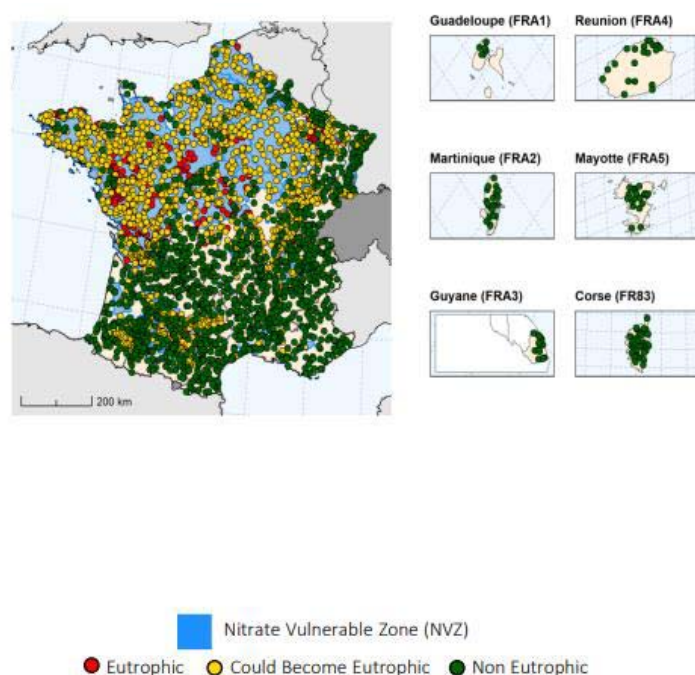 Guadeloupe (FRA1)
Reunion (FRA4)
Martinique (FRA2)
Mayotte (FRA5)
Guyane (FRA3)
Corse (FR83)
200 km
Nitrate Vulnerable Zone (NVZ)
Eutrophic
Could Become Eutrophic
Non Eutrophic